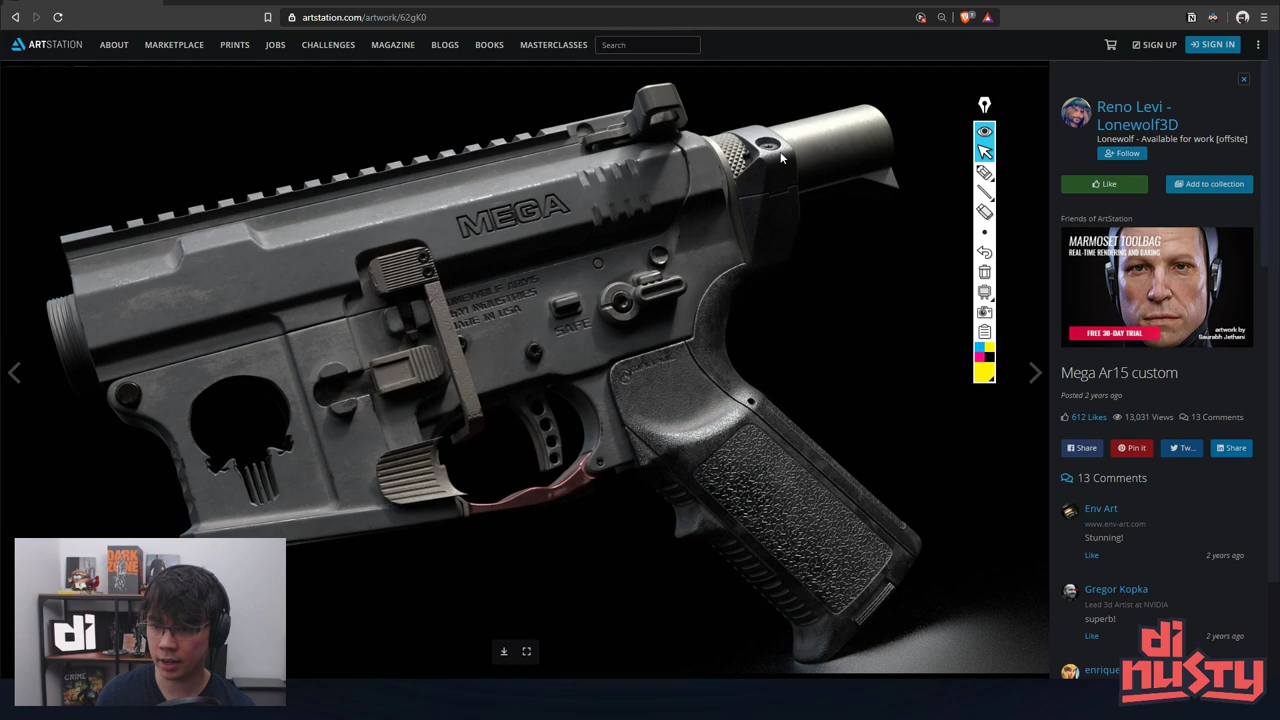 artstation.com/artwork/62gK0
ARTSTATION
ABOUT
MARKETPLACE
PRINTS
JOBS
CHALLENGES
MAGAZINE
BLOGS
BOOKS
MASTERCLASSES
Search
SIGN UP
SIGN IN
Reno Levi -
Lonewolf3D
Lonewolf - Available for work [offsite]
Follow
Like
Add to collection
Friends of ArtStation
MARMOSET TOOLBAG
REAL-TIME RENDERING AND BAKING
FREE 30-DAY TRIAL
artwork by
Saurabh Jethani
Mega Ar15 custom
Posted 2 years ago
612 Likes
13,031 Views
13 Comments
Share
Pin it
Tw...
Share
13 Comments
Env Art
www.env-art.com
Stunning!
Like
2 years ago
Gregor Kopka
Lead 3d Artist at NVIDIA
superb!
Like
2 years ago
enrique
MEGA
INDUSTRIES
MADE IN USA
SAFE
DARK
ZONE
di
CRIME
di
nusty